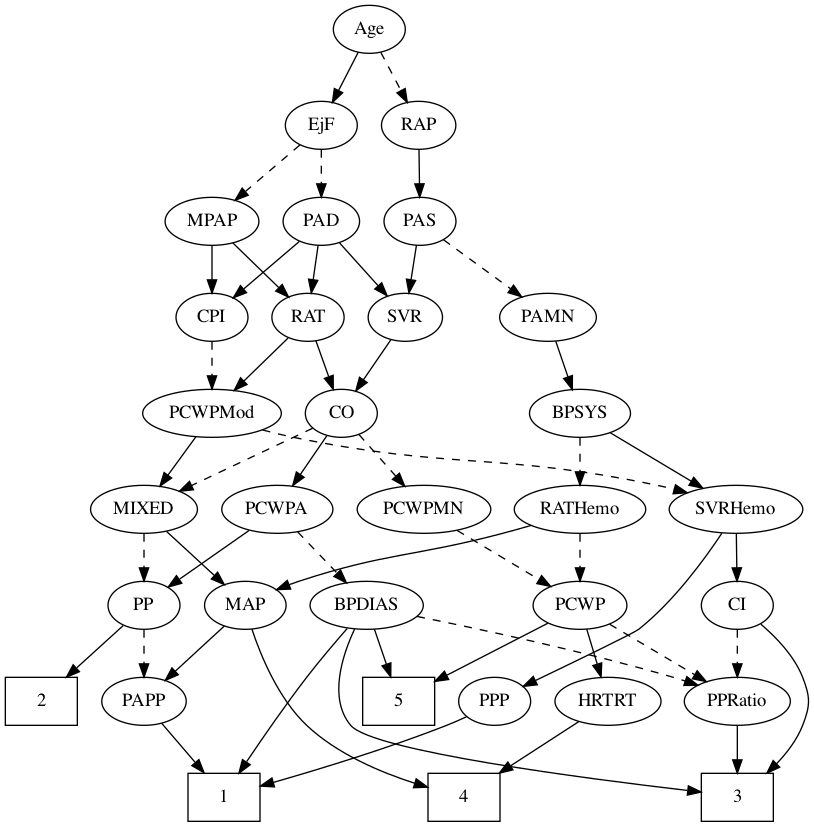 Age
EjF
RAP
MPAP
PAD
PAS
CPI
RAT
SVR
PAMN
PCWPMod
CO
BPSYS
MIXED
PCWPA
PCWPMN
RATHemo
SVRHemo
PP
MAP
BPDIAS
PCWP
CI
2
PAPP
5
PPP
HRTRT
PPRatio
1
4
3